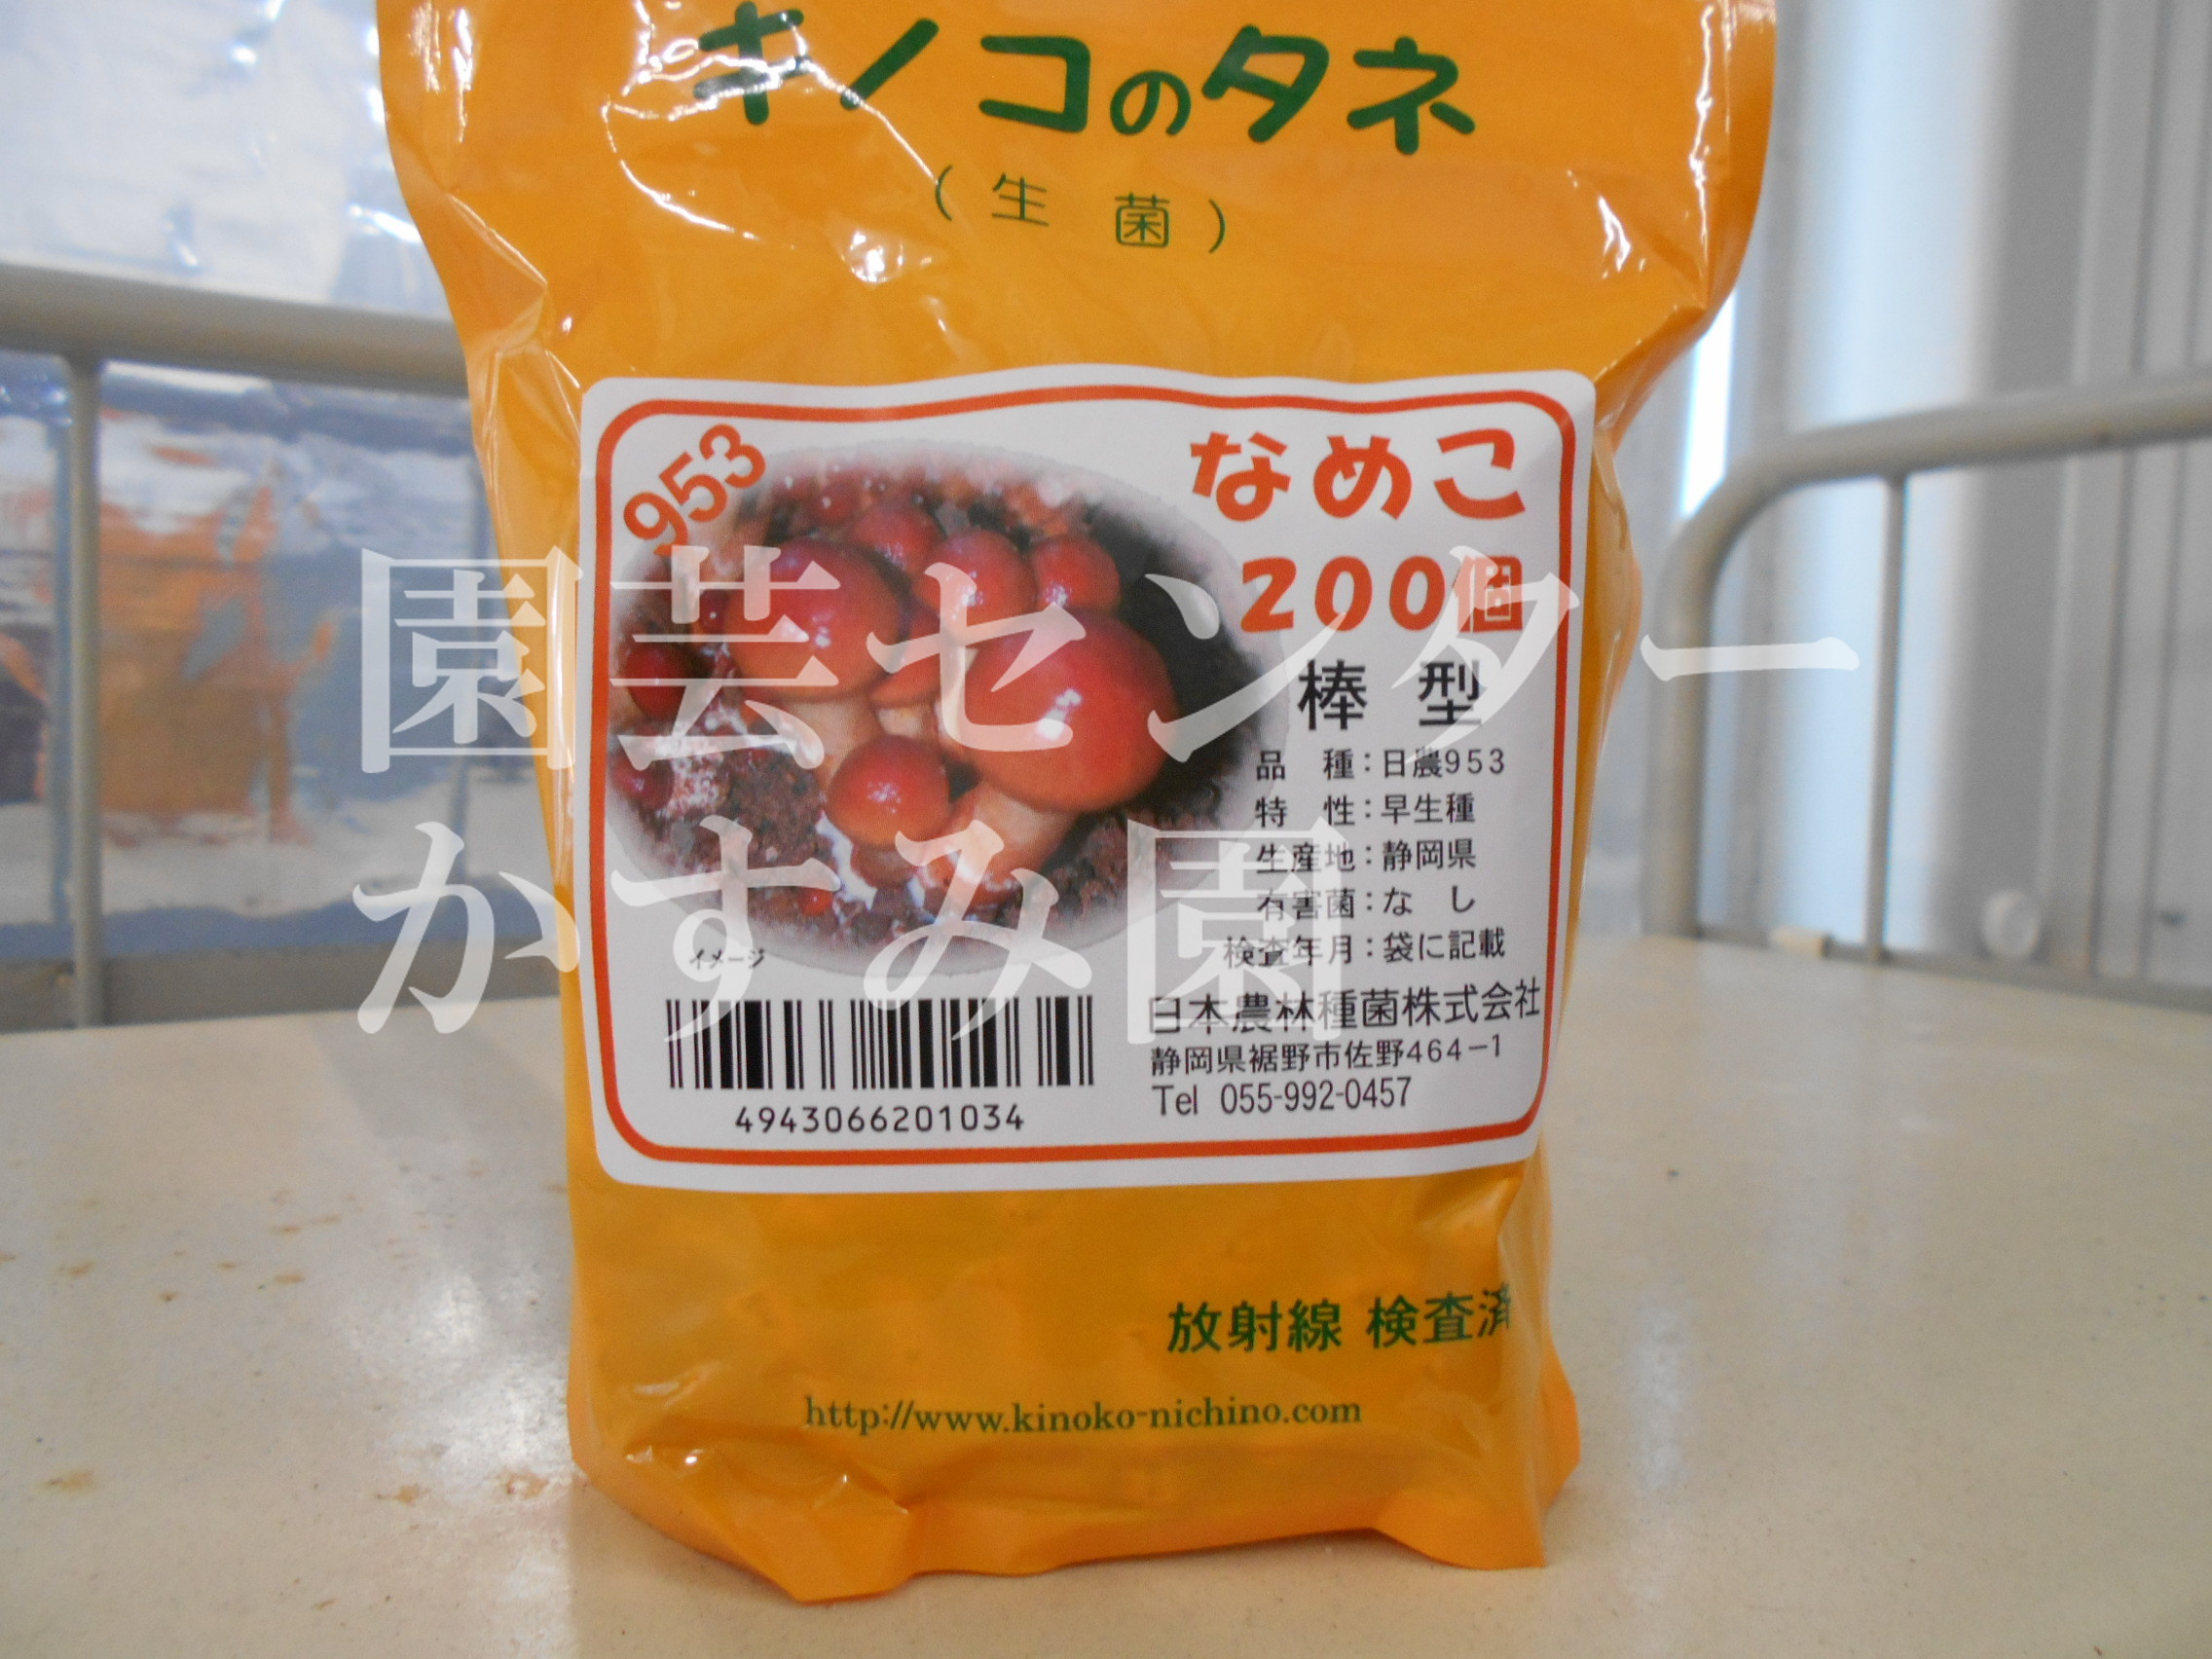 キノコのタネ
(生菌)
953
なめこ
200個
棒型
品種：日農953
特性：早生種
生産地：静岡県
有害菌：なし
検査年月：袋に記載
イメージ
日本農林種菌株式会社
静岡県裾野市佐野464－1
Tel 055-992-0457
4943066201034
放射線 検査済
http://www.kinoko-nichino.com
園芸センター
かすみ園